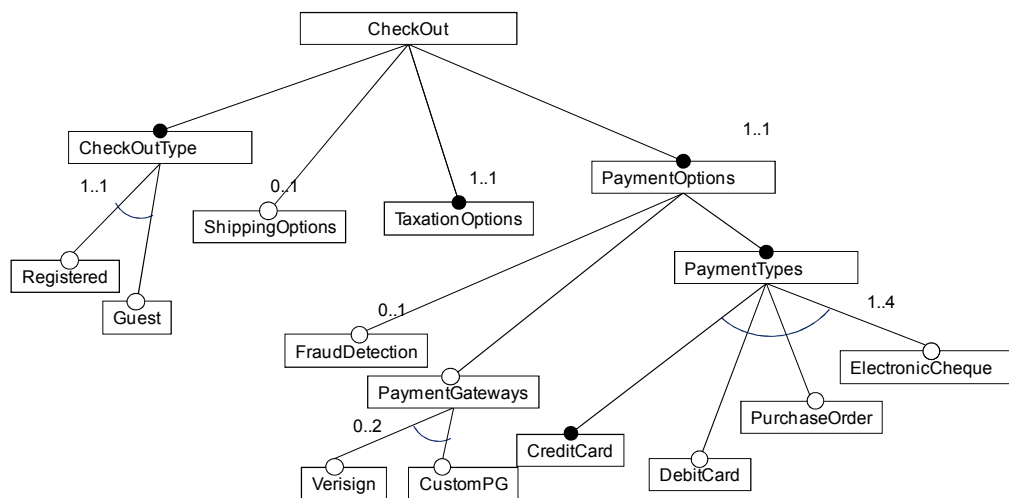 CheckOut
1..1
CheckOutType
PaymentOptions
1..1
0..1
1..1
ShippingOptions
TaxationOptions
Registered
PaymentTypes
Guest
0..1
1..4
FraudDetection
ElectronicCheque
PaymentGateways
PurchaseOrder
0..2
CreditCard
Verisign
CustomPG
DebitCard